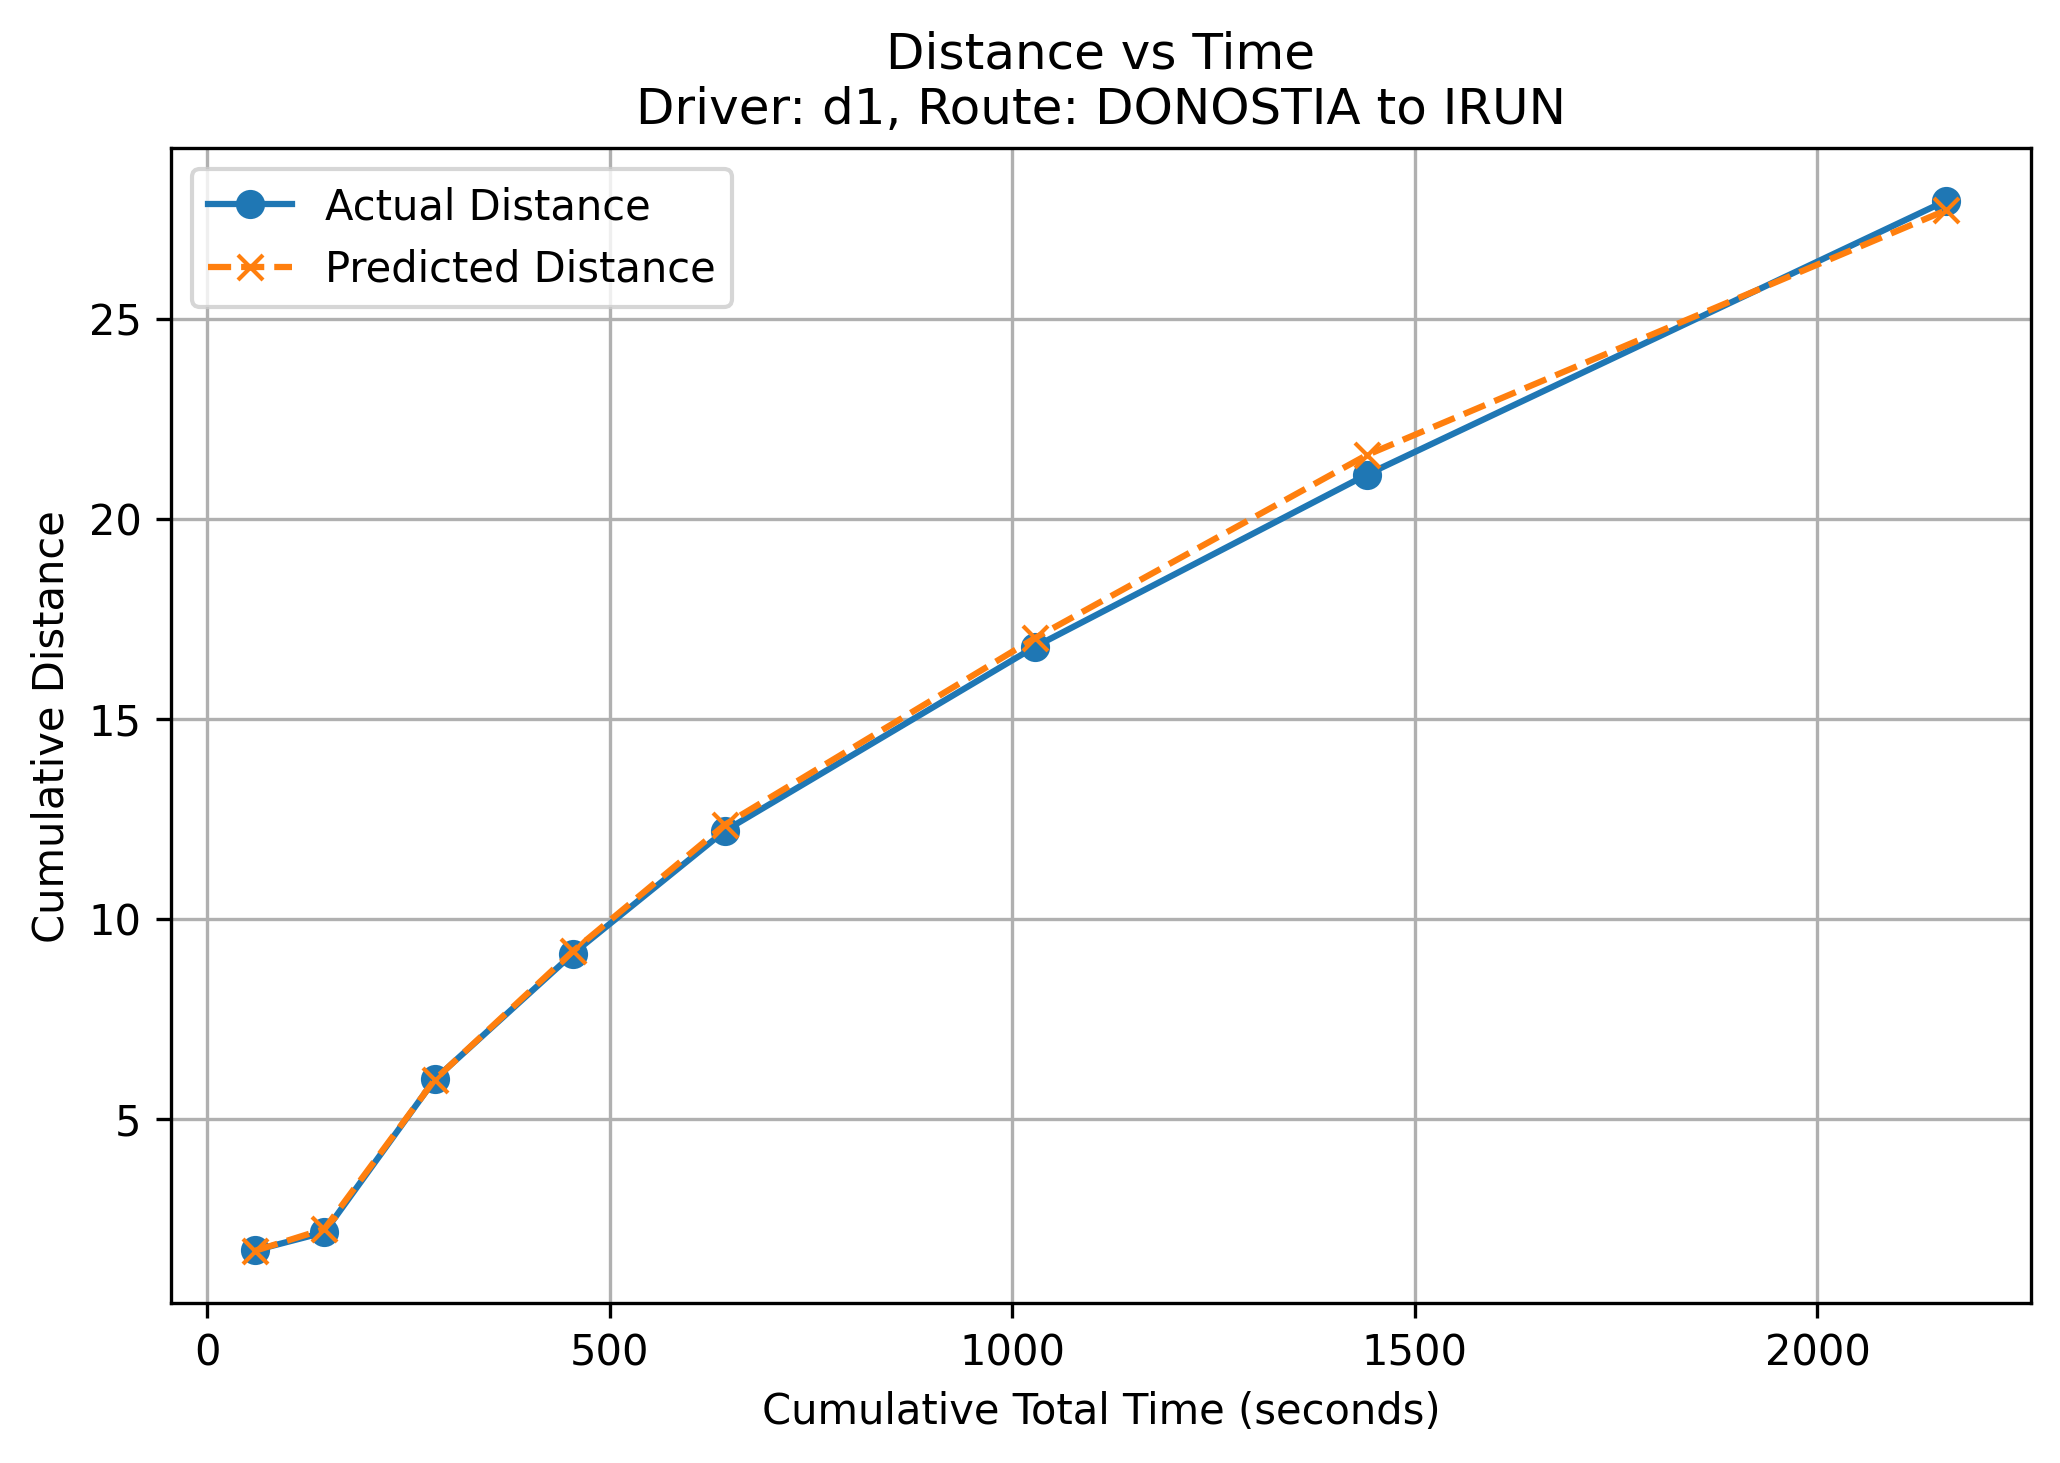 Distance vs Time
Driver: d1, Route: DONOSTIA to IRUN
Actual Distance
Predicted Distance
25
20
15
10
5
Cumulative Distance
0 500 1000 1500 2000
Cumulative Total Time (seconds)